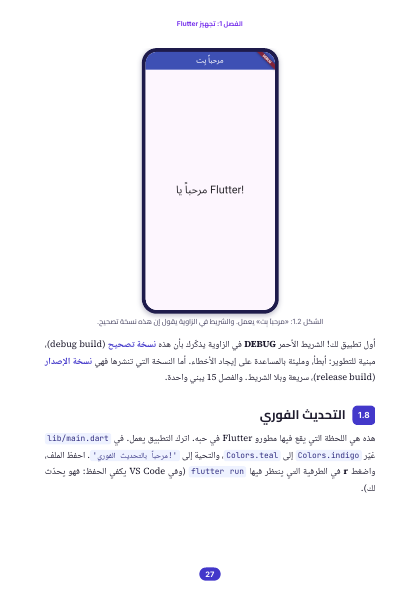 الفصل 1: تجهيز Flutter
مرحباً بِت
DEBUG
مرحباً يا Flutter!
الشكل 1.2: «مرحباً بت» يعمل. والشريط في الزاوية يقول إن هذه نسخة تصحيح.
أول تطبيق لك! الشريط الأحمر DEBUG في الزاوية يذكّرك بأن هذه نسخة تصحيح (debug build)،
مبنية للتطوير: أبطأ، ومليئة بالمساعدة على إيجاد الأخطاء. أما النسخة التي تنشرها فهي نسخة الإصدار
(release build)، سريعة وبلا الشريط. والفصل 15 يبني واحدة.
1.8 التحديث الفوري
هذه هي اللحظة التي يقع فيها مطورو Flutter في حبه. اترك التطبيق يعمل. في lib/main.dart
غيّر Colors.indigo إلى Colors.teal، والتحية إلى 'مرحباً بالتحديث الفوري!'. احفظ الملف،
واضغط r في الطرفية التي ينتظر فيها flutter run (وفي VS Code يكفي الحفظ: فهو يحدّث
لك).
27